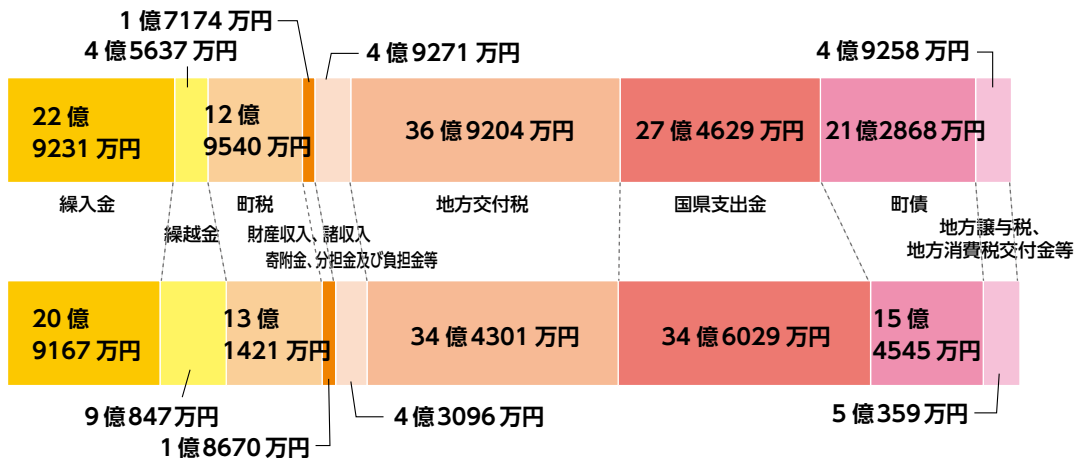 1億7174万円
4億5637万円
4億9271万円
4億9258万円
22億
9231万円
12億
9540万円
36億9204万円
27億4629万円
21億2868万円
繰入金
繰越金
町税
財産収入、諸収入
寄附金、分担金及び負担金等
地方交付税
国県支出金
町債
地方譲与税、
地方消費税交付金等
20億
9167万円
13億
1421万円
34億4301万円
34億6029万円
15億
4545万円
9億847万円
1億8670万円
4億3096万円
5億359万円